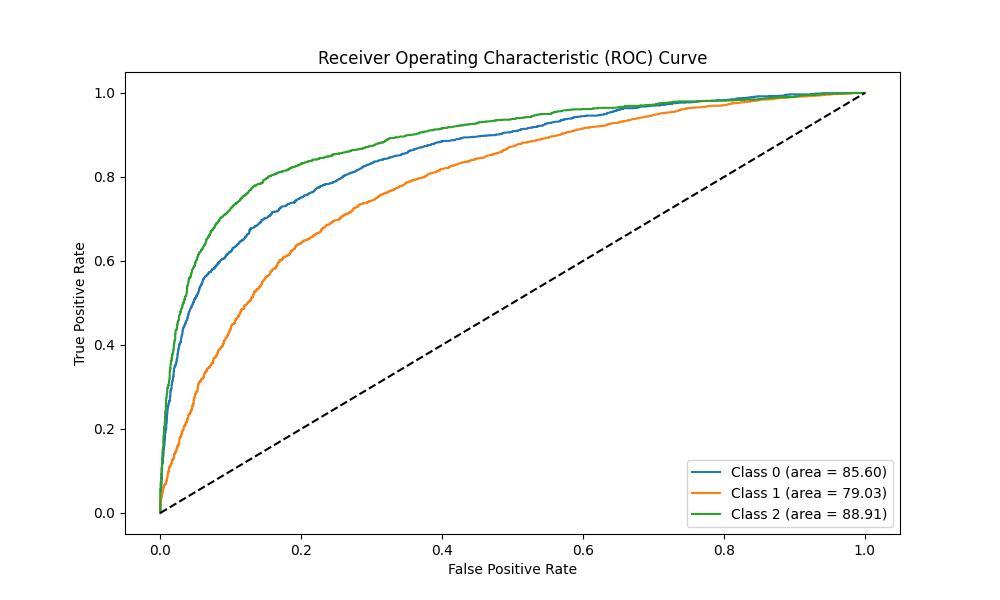 Receiver Operating Characteristic (ROC) Curve
True Positive Rate
1.0
0.8
0.6
0.4
0.2
0.0
Class 0 (area = 85.60)
Class 1 (area = 79.03)
Class 2 (area = 88.91)
0.0 0.2 0.4 0.6 0.8 1.0
False Positive Rate